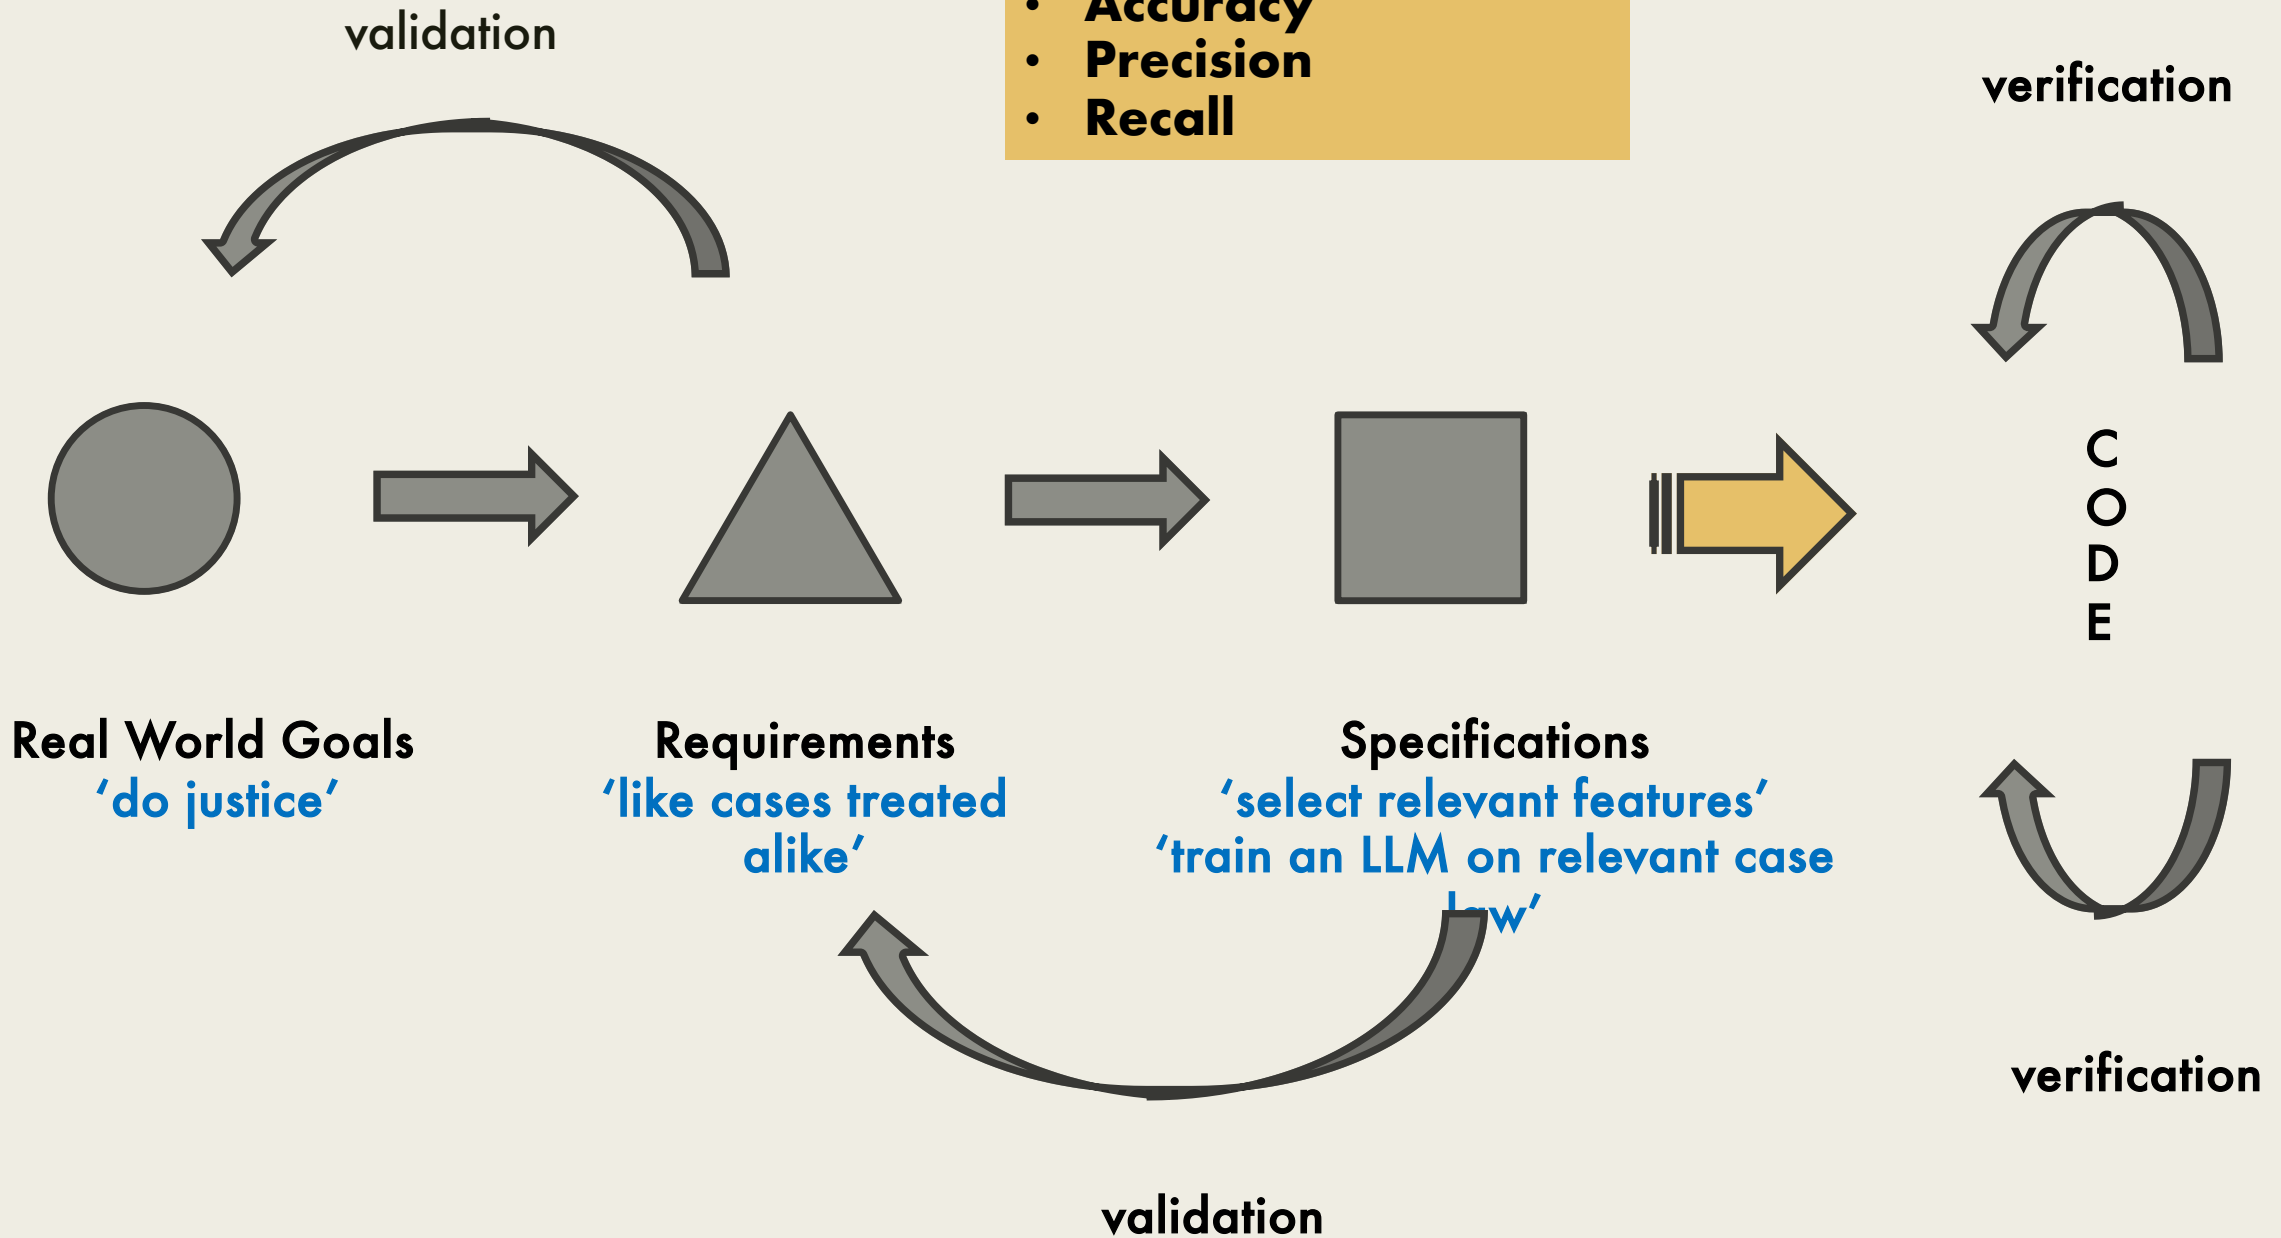 validation
• Accuracy
• Precision
• Recall
verification
C
O
D
E
Real World Goals
‘do justice’
Requirements
‘like cases treated
alike’
Specifications
‘select relevant features’
‘train an LLM on relevant case
law’
verification
validation